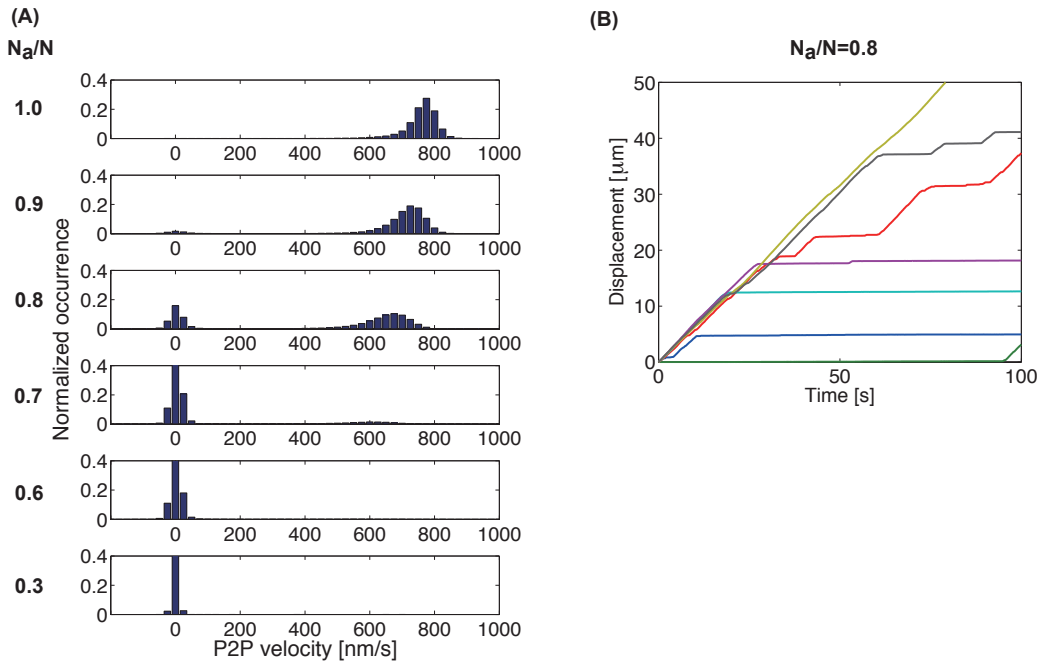 (A)
Na/N
Normalized occurrence
1.0
0.4
0.2
0
0 200 400 600 800 1000
0.9
0.4
0.2
0
0 200 400 600 800 1000
0.8
0.4
0.2
0
0 200 400 600 800 1000
0.7
0.4
0.2
0
0 200 400 600 800 1000
0.6
0.4
0.2
0
0 200 400 600 800 1000
0.3
0.4
0.2
0
0 200 400 600 800 1000
P2P velocity [nm/s]
(B)
Na/N=0.8
Displacement [μm]
50
40
30
20
10
0
0 50 100
Time [s]